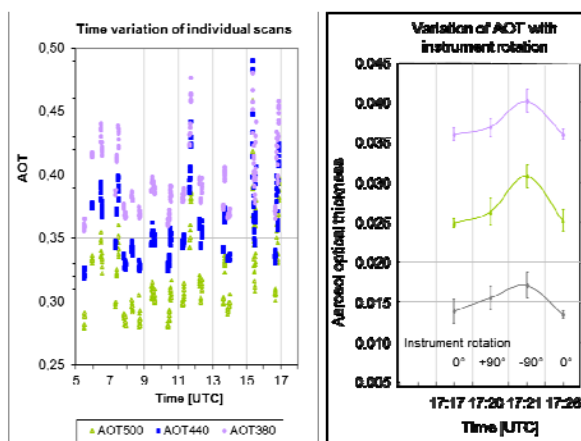 Time variation of individual scans
0,50
0,45
0,40
0,35
0,30
0,25
AOT
5 7 9 11 13 15 17
Time [UTC]
AOT500 AOT440 AOT380
Variation of AOT with
instrument rotation
0.045
0.040
0.035
0.030
0.025
0.020
0.015
0.010
0.005
Aerosol optical thickness
Instrument rotation
0° +90° -90° 0°
17:17 17:20 17:21 17:26
Time [UTC]